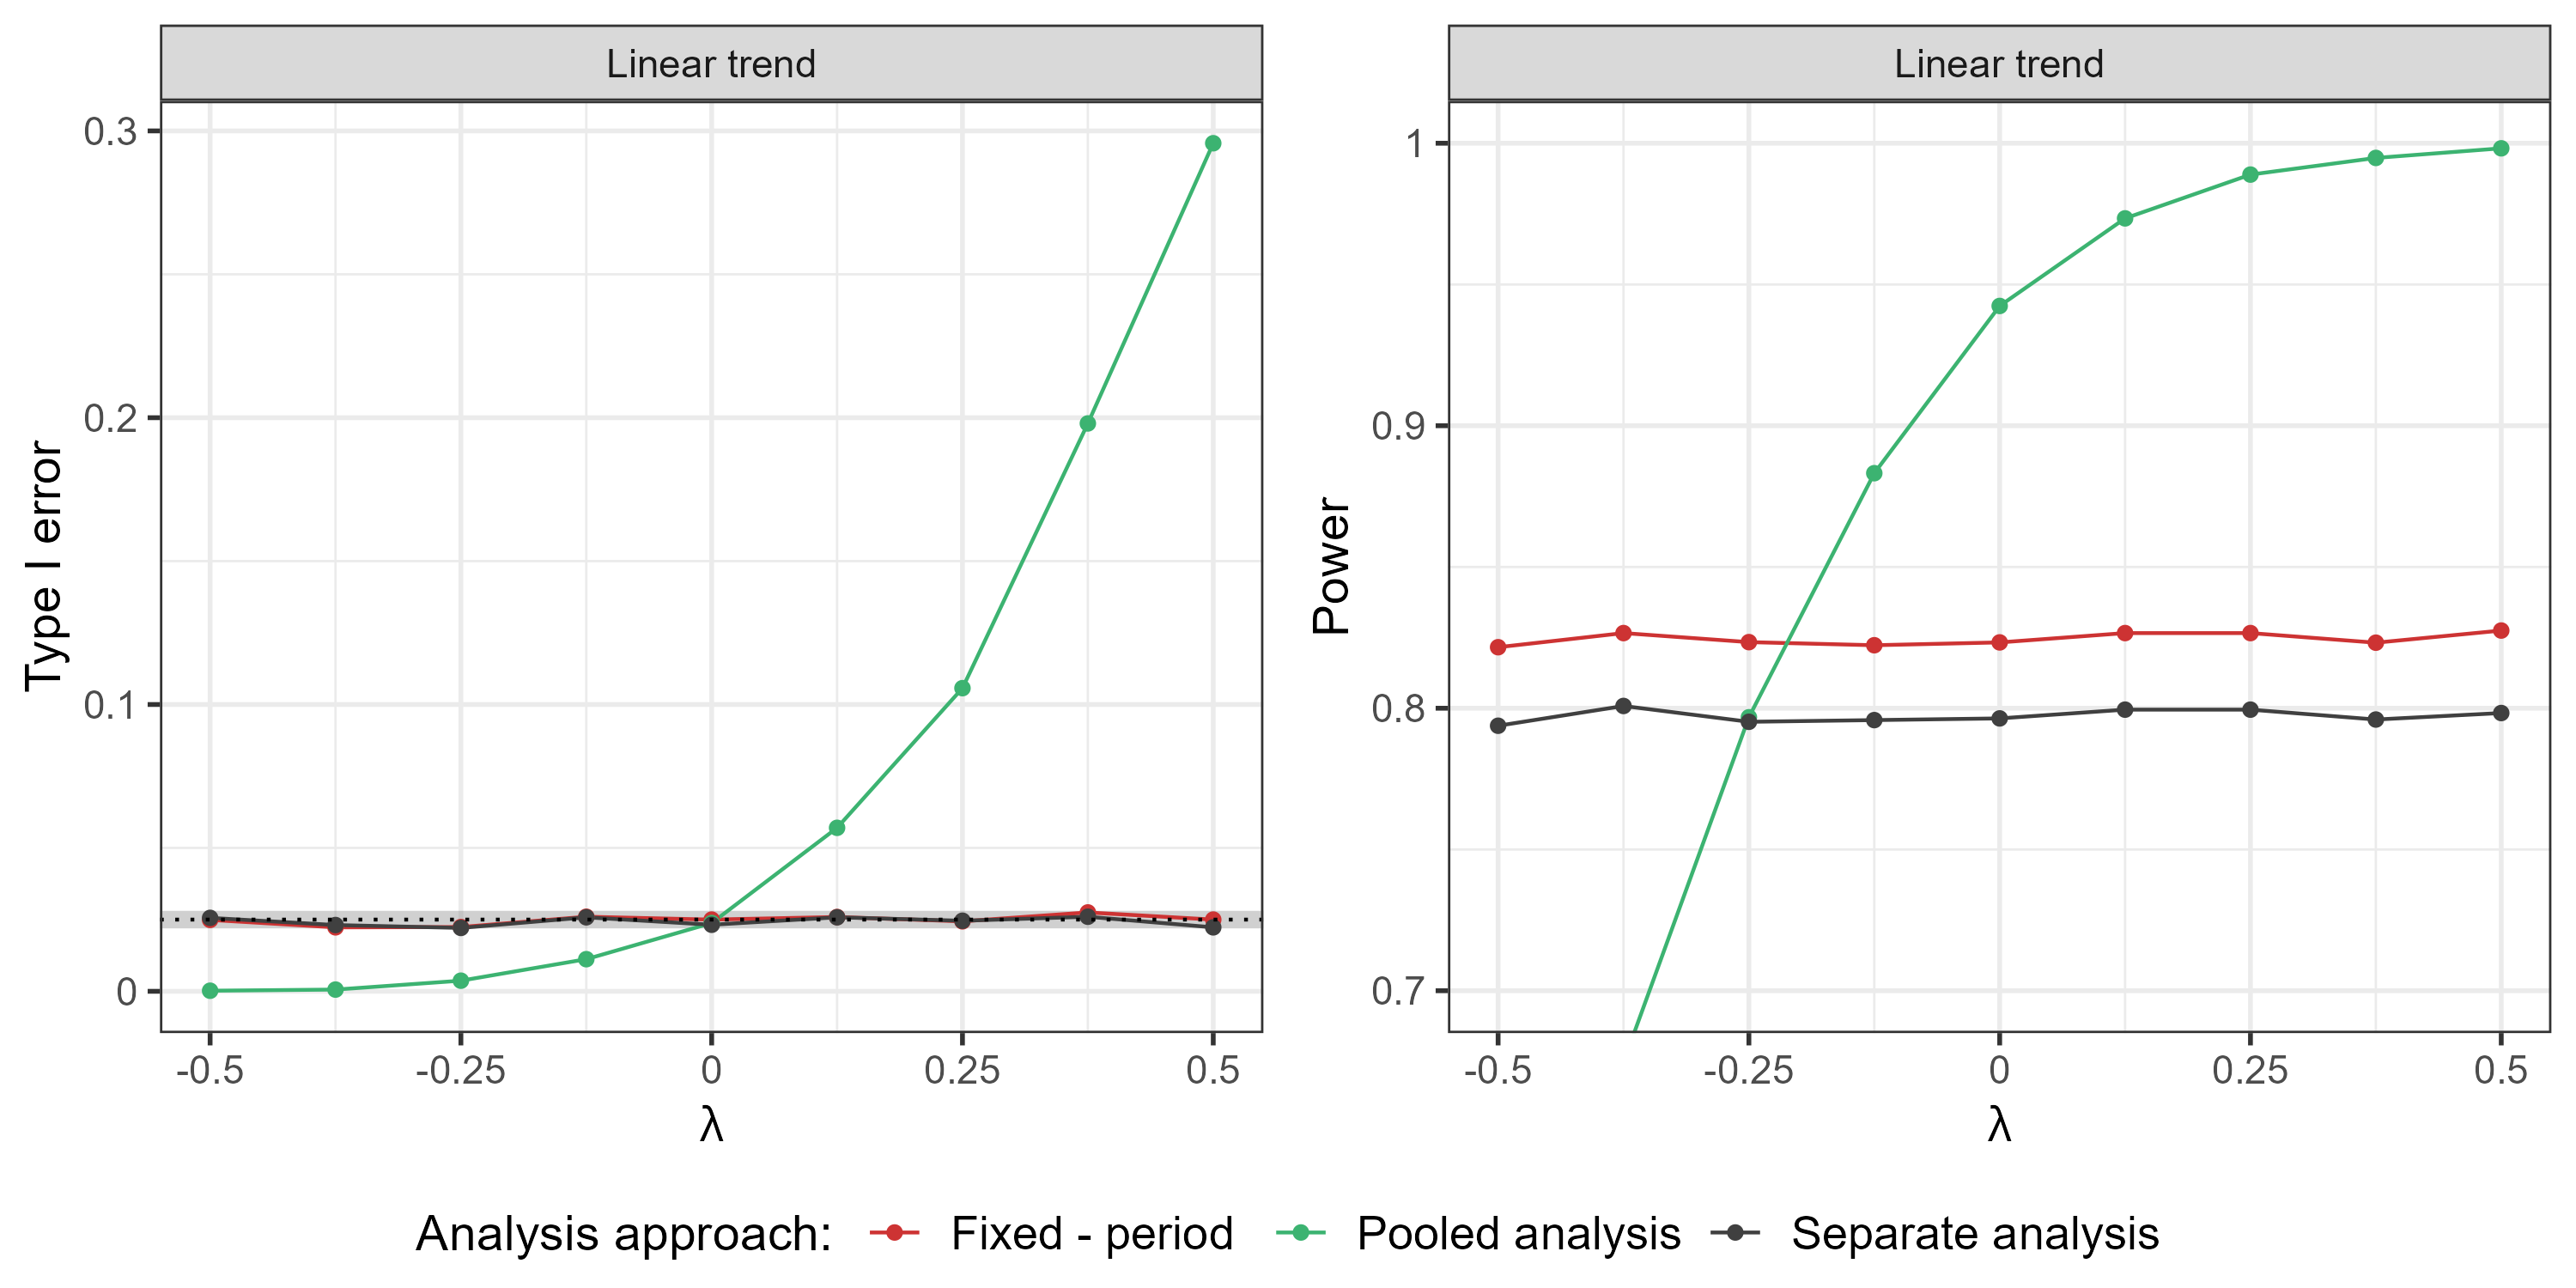 Linear trend
Type I error
0.3
0.2
0.1
0
-0.5 -0.25 0 0.25 0.5
λ
Linear trend
Power
1
0.9
0.8
0.7
-0.5 -0.25 0 0.25 0.5
λ
Analysis approach: Fixed - period Pooled analysis Separate analysis